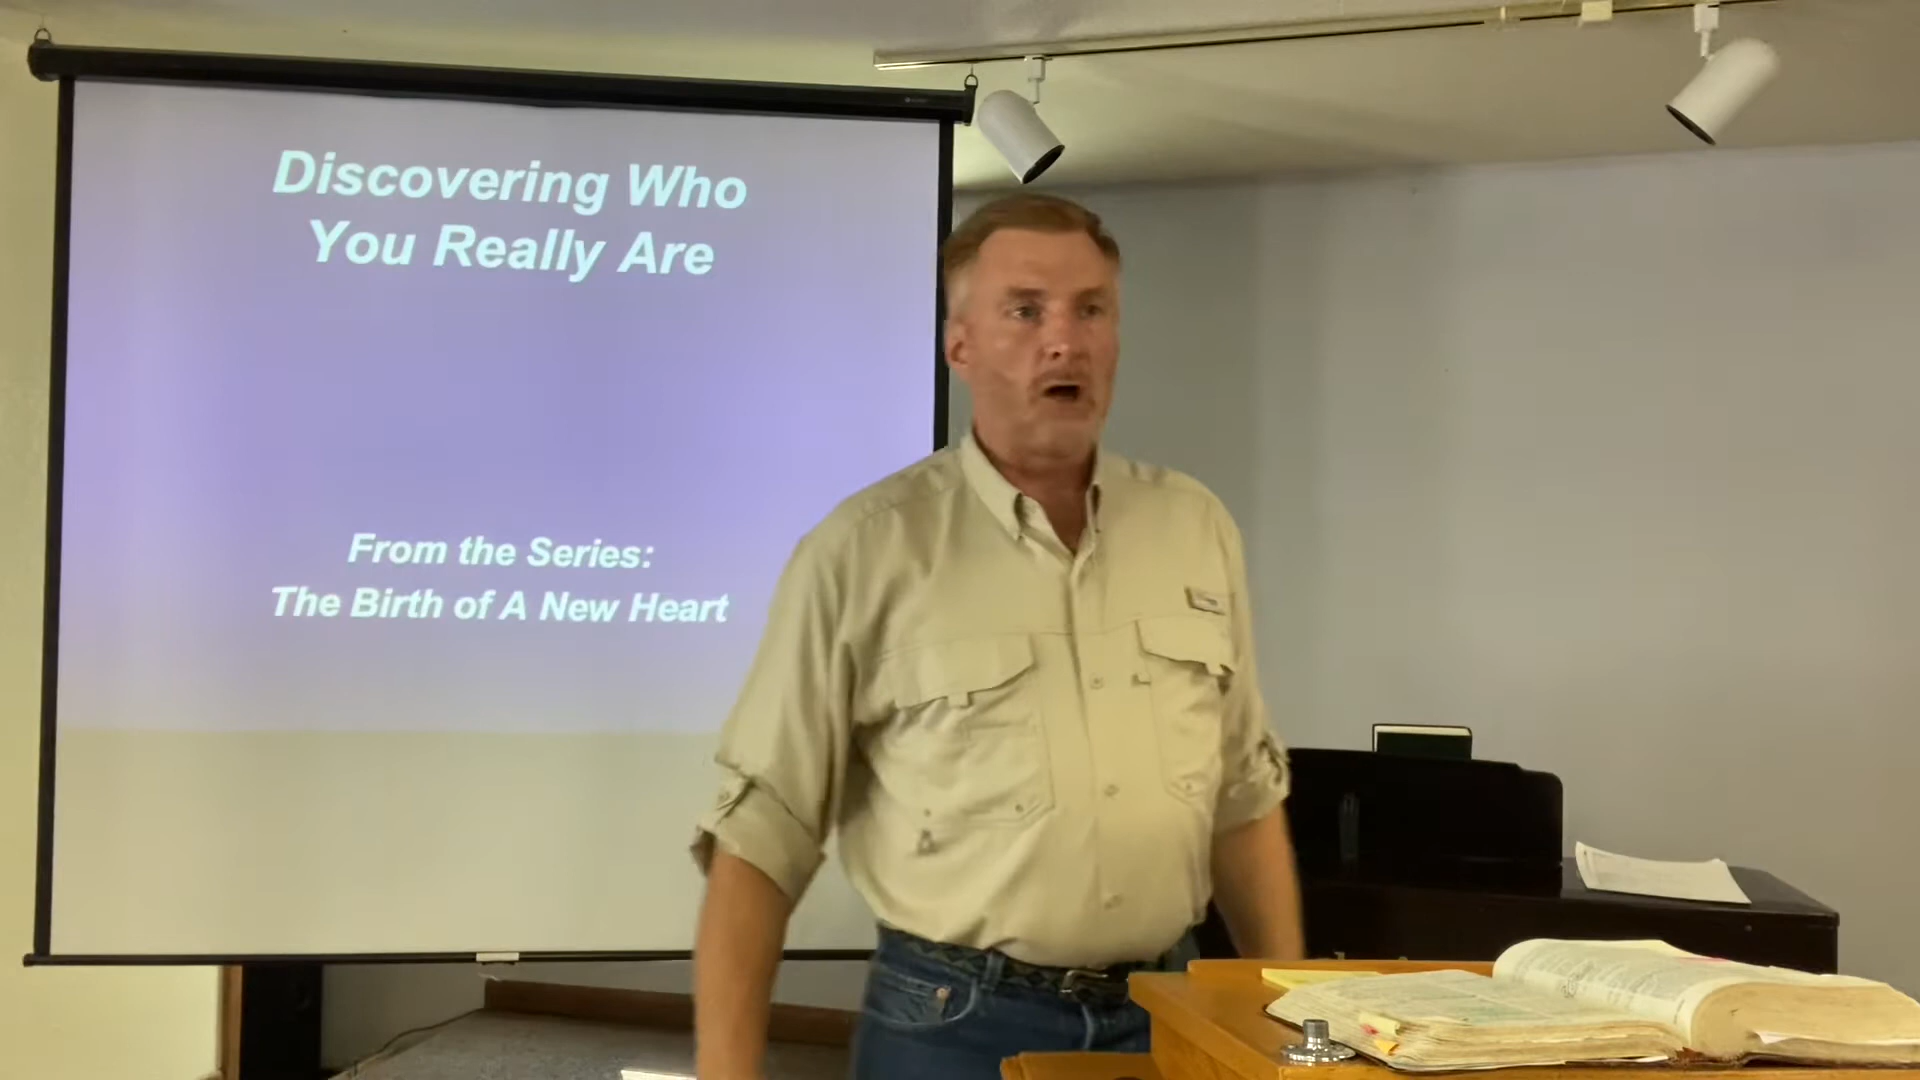 Discovering Who
You Really Are
From the Series:
The Birth of A New Heart